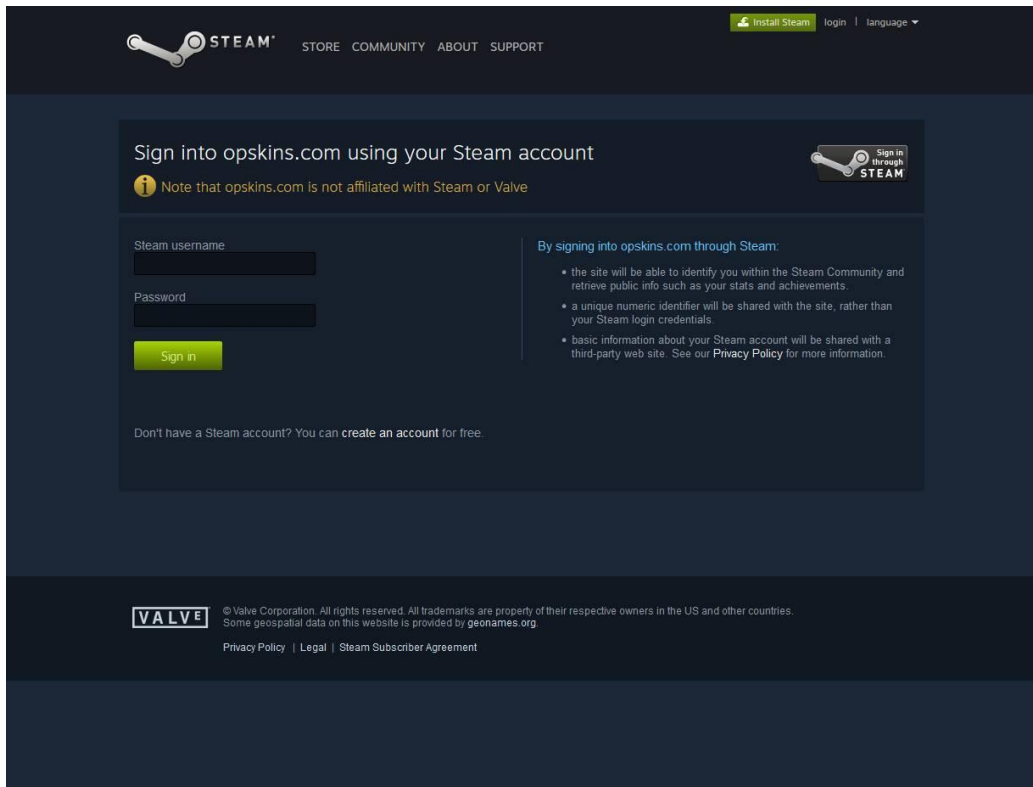 Install Steam login | language
STEAM STORE COMMUNITY ABOUT SUPPORT
Sign into opskins.com using your Steam account
Note that opskins.com is not affiliated with Steam or Valve
Sign in
through
STEAM
Steam username
Password
Sign in
Don't have a Steam account? You can create an account for free.
By signing into opskins.com through Steam:
• the site will be able to identify you within the Steam Community and
retrieve public info such as your stats and achievements.
• a unique numeric identifier will be shared with the site, rather than
your Steam login credentials.
• basic information about your Steam account will be shared with a
third-party web site. See our Privacy Policy for more information.
VALVE
© Valve Corporation. All rights reserved. All trademarks are property of their respective owners in the US and other countries.
Some geospatial data on this website is provided by geonames.org.
Privacy Policy | Legal | Steam Subscriber Agreement